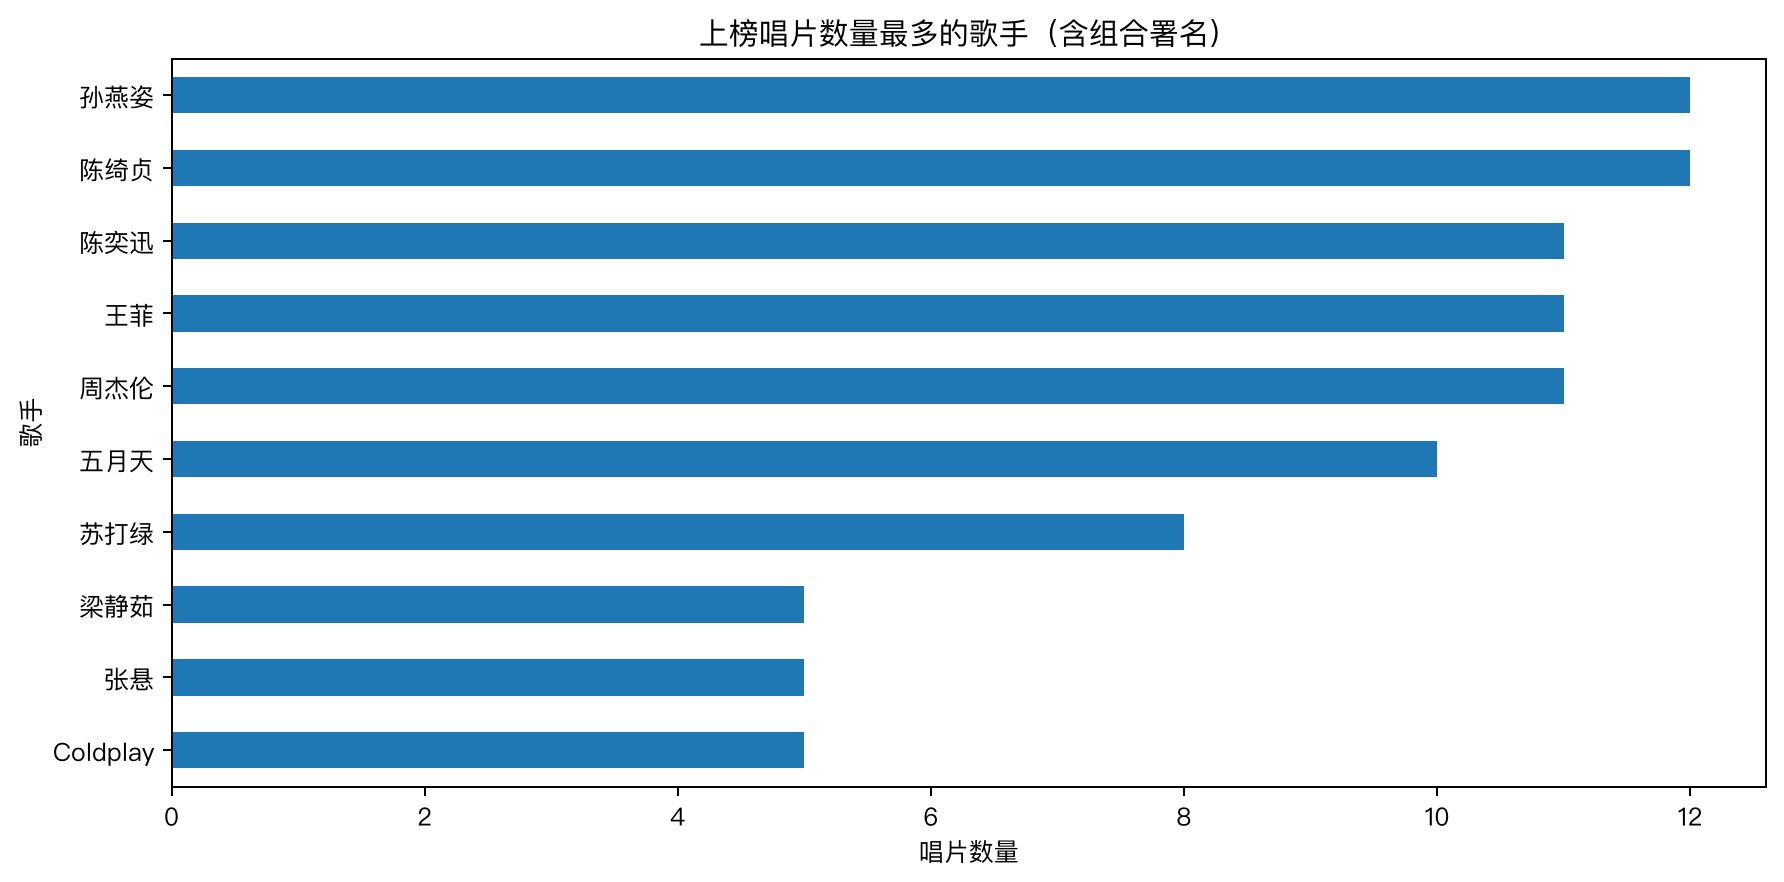 上榜唱片数量最多的歌手（含组合署名）
歌手
孙燕姿
陈绮贞
陈奕迅
王菲
周杰伦
五月天
苏打绿
梁静茹
张悬
Coldplay
0 2 4 6 8 10 12
唱片数量